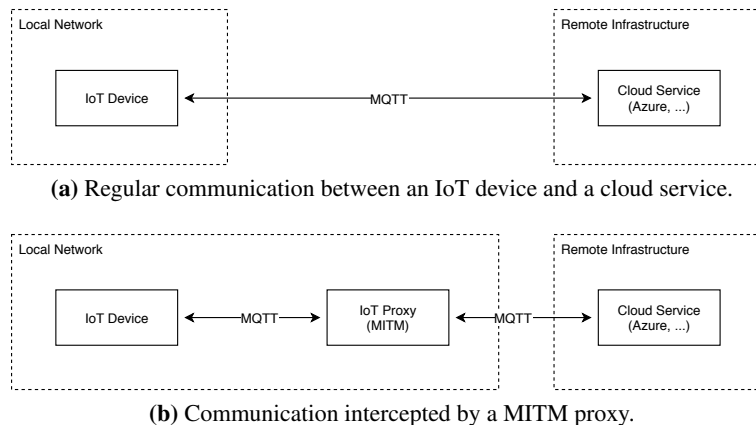 Local Network
Remote Infrastructure
IoT Device
MQTT
Cloud Service
(Azure, ...)
(a) Regular communication between an IoT device and a cloud service.
Local Network
Remote Infrastructure
IoT Device
MQTT
IoT Proxy
(MITM)
MQTT
Cloud Service
(Azure, ...)
(b) Communication intercepted by a MITM proxy.